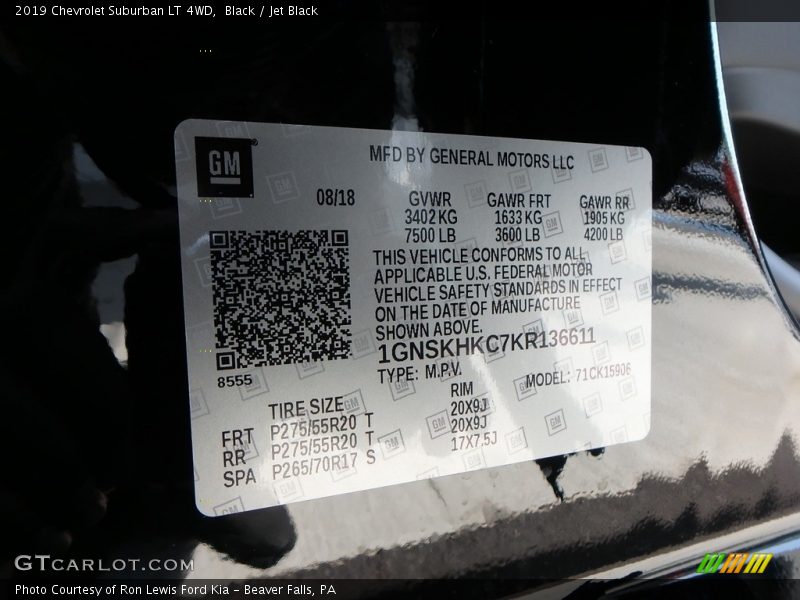 2019 Chevrolet Suburban LT 4WD,  Black / Jet Black
GM
MFD BY GENERAL MOTORS LLC
08/18
GVWR GAWR FRT GAWR RR
3402 KG 1633 KG 1905 KG
7500 LB 3600 LB 4200 LB
THIS VEHICLE CONFORMS TO ALL
APPLICABLE U.S. FEDERAL MOTOR
VEHICLE SAFETY STANDARDS IN EFFECT
ON THE DATE OF MANUFACTURE
SHOWN ABOVE.
1GNSKHKC7KR136611
8555
TYPE: M.P.V. MODEL: 71CK15906
TIRE SIZE RIM
FRT P275/55R20 T 20X9J
RR P275/55R20 T 20X9J
SPA P265/70R17 S 17X7.5J
GTCARLOT.COM
Photo Courtesy of Ron Lewis Ford Kia - Beaver Falls, PA